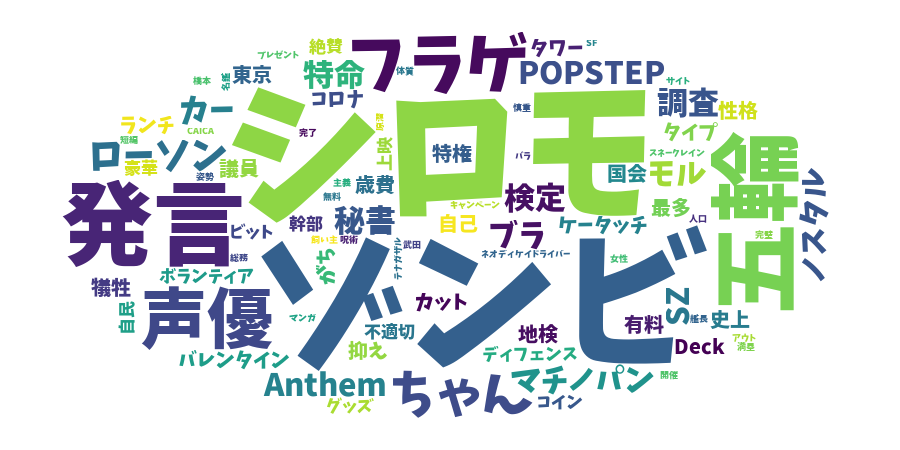 プレゼント
絶賛
フラゲ
タワー
SF
体質
POPSTEP
東京
特命
名医
橋本
コロナ
サイト
調査
性格
カー
CAICA
ランチ
短編
シロモ
慎重
特権
完了
上映
タイプ
五輪
ローソン
豪華
議員
姿勢
バラ
スネークレイン
国会
モル
主義
無料
歳費
検定
最多
ノスタル
発言
キャンペーン
秘書
幹部
自己
ブラ
ケータッチ
人口
ビット
飼い主
呪術
武田
テナガザル
ゾンビ
ネオディケイドライバー
完璧
総務
がち
女性
ボランティア
犠牲
声優
マンガ
カット
SZ
艦長
史上
自民
不適切
地検
有料
アウト
満塁
Deck
バレンタイン
抑え
ディフェンス
Anthem
ちゃん
マチノパン
開催
グッズ
コイン